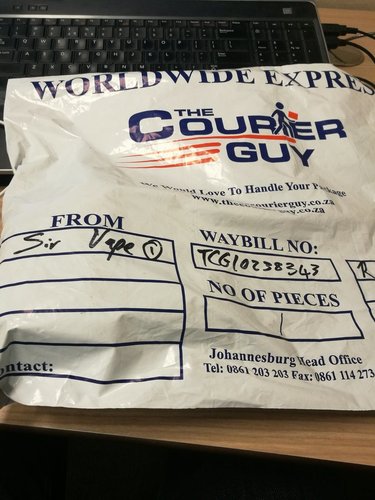 WORLDWIDE EXPRES
THE
COURIER
GUY
We Would Love To Handle Your Package
www.thecourierguy.co.za
FROM
Sir Vape 1
WAYBILL NO:
TCG10238343
R
NO OF PIECES
1
ontact:
Johannesburg Head Office
Tel: 0861 203 203 Fax: 0861 114 273